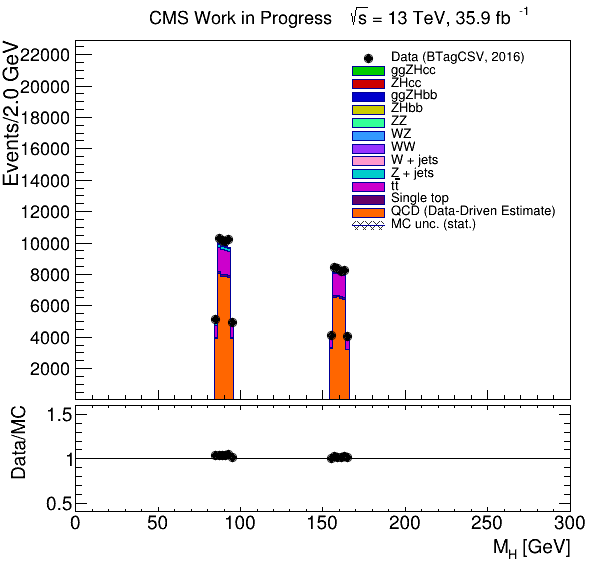 CMS Work in Progress √s = 13 TeV, 35.9 fb⁻¹
Events/2.0 GeV
22000
20000
18000
16000
14000
12000
10000
8000
6000
4000
2000
Data (BTagCSV, 2016)
ggZHcc
ZHcc
ggZHbb
ZHbb
ZZ
WZ
WW
W + jets
Z + jets
tt̅
Single top
QCD (Data-Driven Estimate)
MC unc. (stat.)
Data/MC
1.5
1
0.5
0 50 100 150 200 250 300
M_H [GeV]